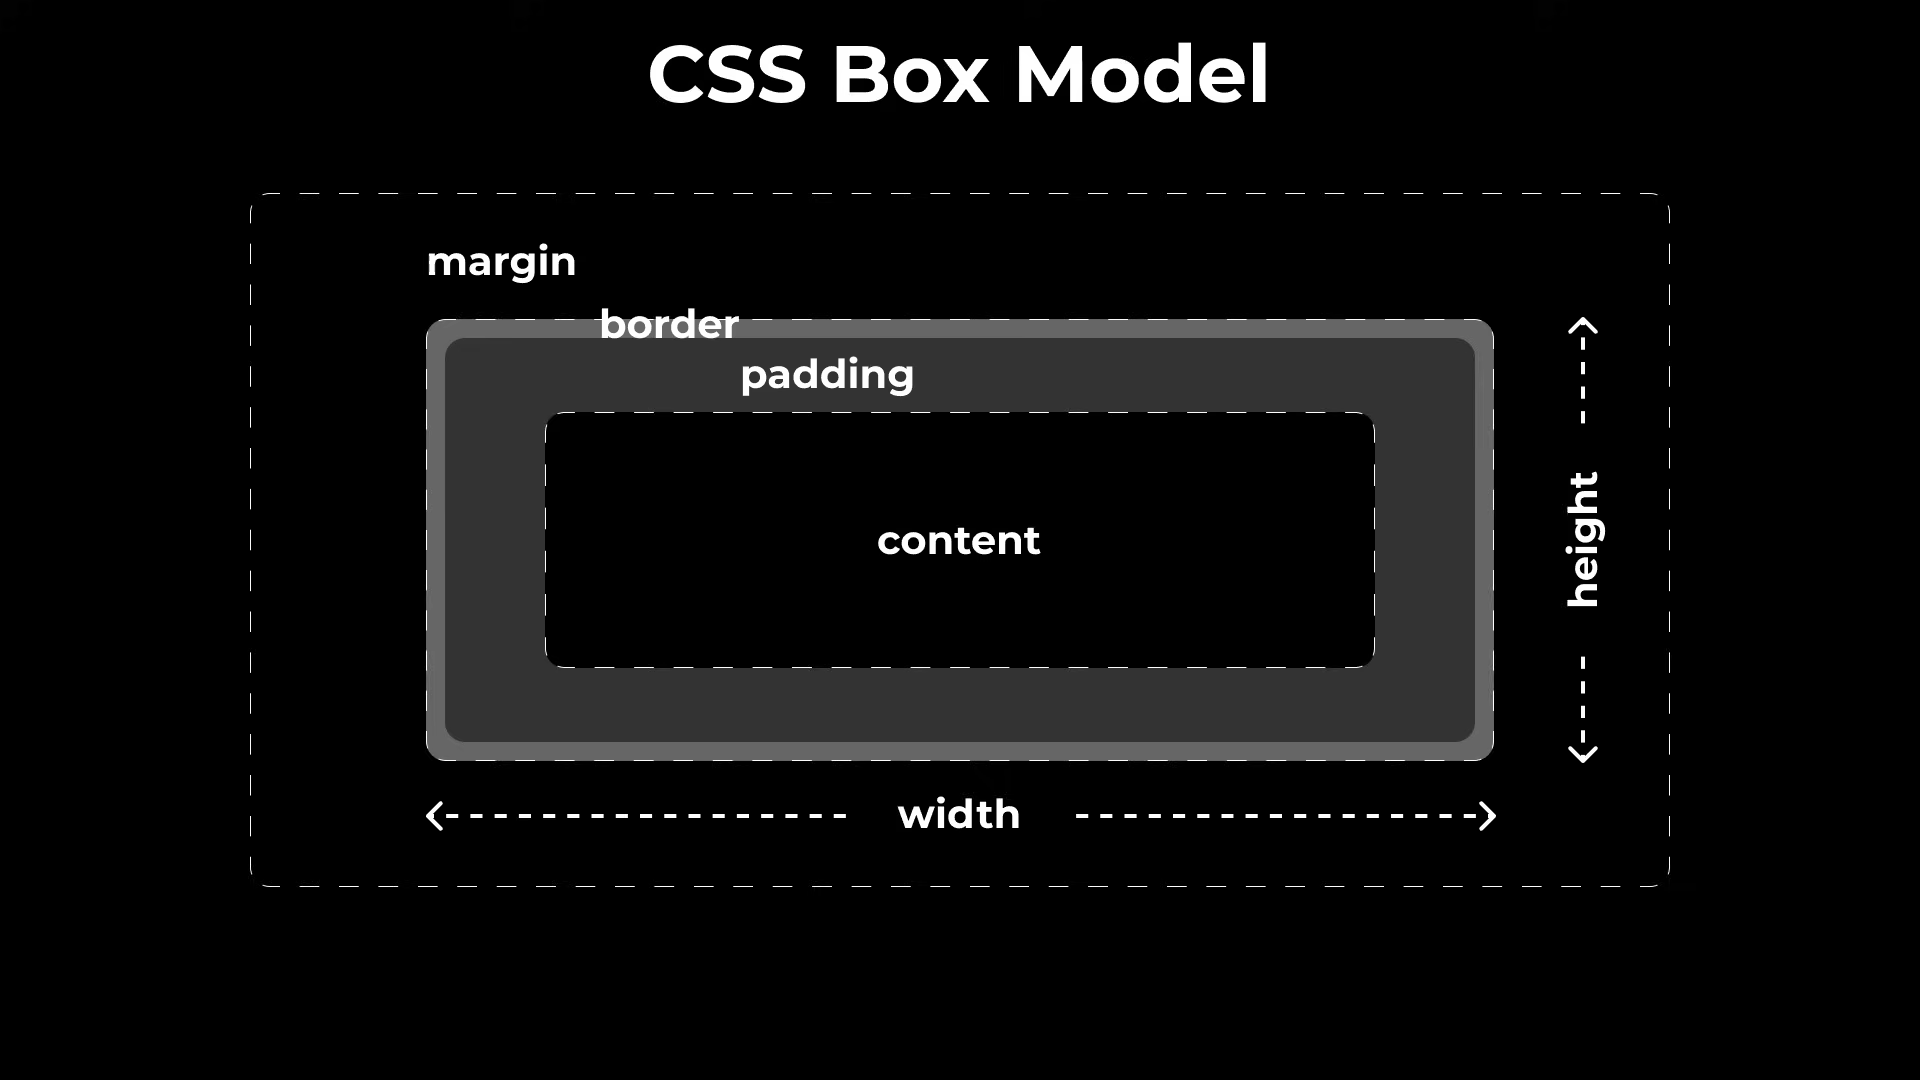 CSS Box Model
margin
border
padding
content
height
width